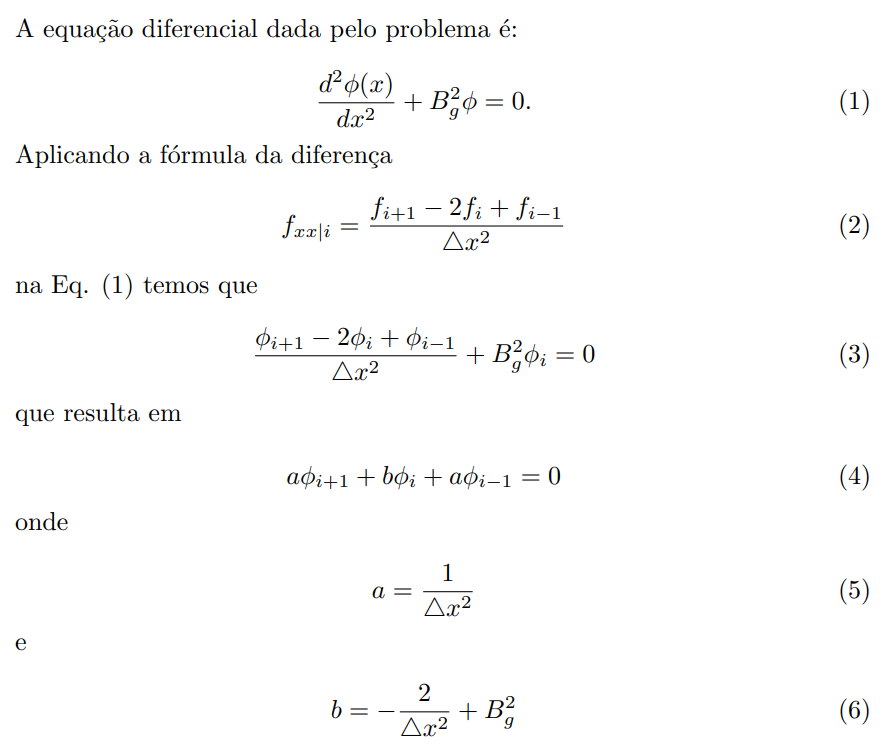 A equação diferencial dada pelo problema é:
$$\frac{d^2\phi(x)}{dx^2} + B_g^2\phi = 0. \quad (1)$$
Aplicando a fórmula da diferença
$$f_{xx|i} = \frac{f_{i+1} - 2f_i + f_{i-1}}{\triangle x^2} \quad (2)$$
na Eq. (1) temos que
$$\frac{\phi_{i+1} - 2\phi_i + \phi_{i-1}}{\triangle x^2} + B_g^2\phi_i = 0 \quad (3)$$
que resulta em
$$a\phi_{i+1} + b\phi_i + a\phi_{i-1} = 0 \quad (4)$$
onde
$$a = \frac{1}{\triangle x^2} \quad (5)$$
e
$$b = -\frac{2}{\triangle x^2} + B_g^2 \quad (6)$$